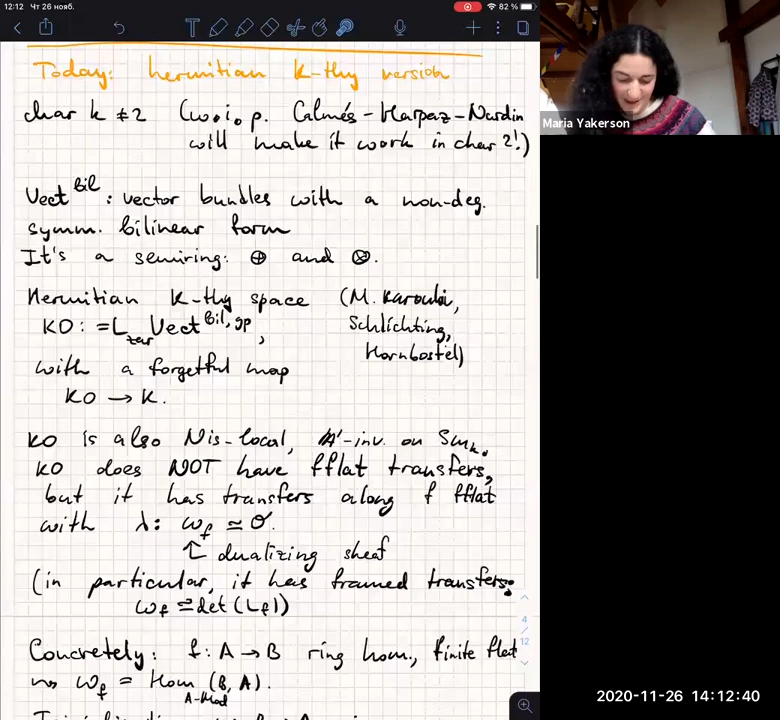 12:12 Чт 26 нояб.
82 %
Today: hermitian K-thy version
char k ≠ 2 (w.i.p. Calmés-Harpaz-Nardin
will make it work in char 2!)
Vect^bil : vector bundles with a non-deg.
symm. bilinear form
It's a semiring: ⊕ and ⊗.
Hermitian K-thy space (M. Karoubi,
KO := L_zar Vect^bil,gp, Schlichting,
Hornbostel)
with a forgetful map
KO → K.
KO is also Nis-local, A¹-inv. on Sm_k.
KO does NOT have fflat transfers,
but it has transfers along f fflat
with λ: ω_f ≃ O.
↑ dualizing sheaf
(in particular, it has framed transfers:
ω_f ≃ det(L_f))
Concretely: f: A → B ring hom., finite flat
⇝ ω_f = Hom_A-Mod (B, A).
Maria Yakerson
4
12
2020-11-26 14:12:40